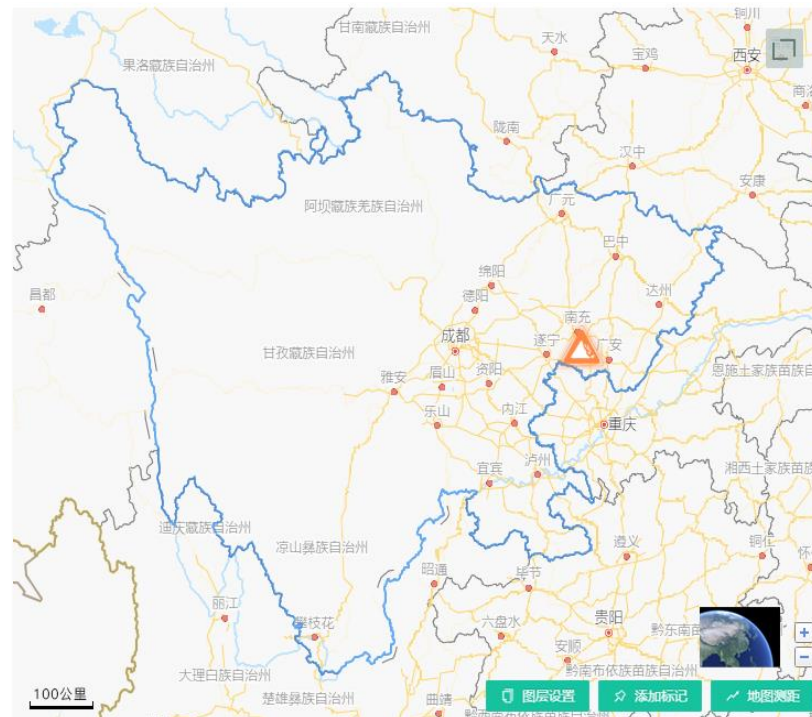 铜川
甘南藏族自治州
天水
宝鸡
西安
果洛藏族自治州
商洛
陇南
汉中
安康
广元
阿坝藏族羌族自治州
巴中
绵阳
昌都
德阳
达州
南充
成都
遂宁
广安
甘孜藏族自治州
恩施土家族苗族自
雅安
眉山
资阳
乐山
内江
重庆
宜宾
泸州
湘西土家族苗族
迪庆藏族自治州
凉山彝族自治州
遵义
铜仁
怀
昭通
毕节
丽江
攀枝花
六盘水
贵阳
黔东南苗
安顺
黔南布依族苗族自治州
大理白族自治州
100公里
楚雄彝族自治州
曲靖
图层设置
添加标记
地图测距